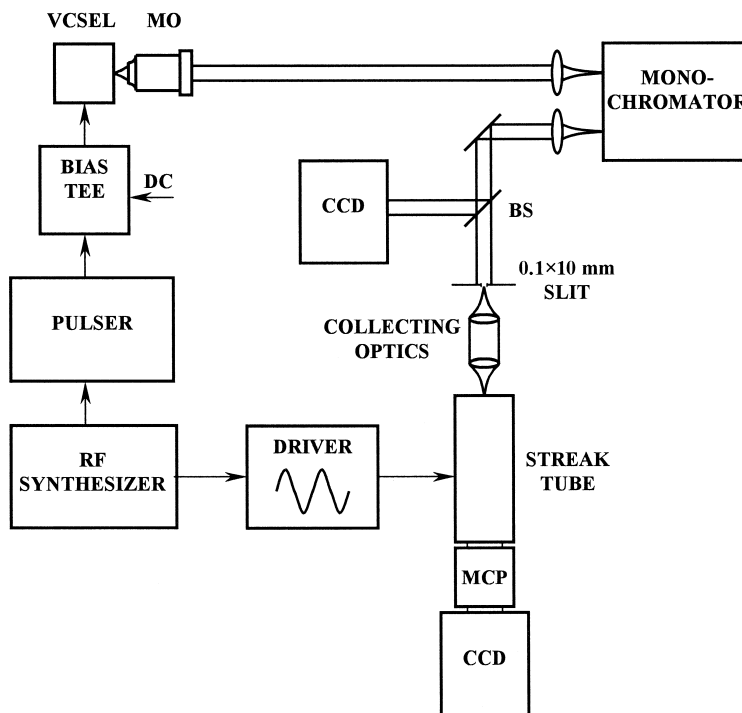 VCSEL MO
MONO-
CHROMATOR
BIAS
TEE
DC
CCD
BS
0.1×10 mm
SLIT
PULSER
COLLECTING
OPTICS
RF
SYNTHESIZER
DRIVER
STREAK
TUBE
MCP
CCD